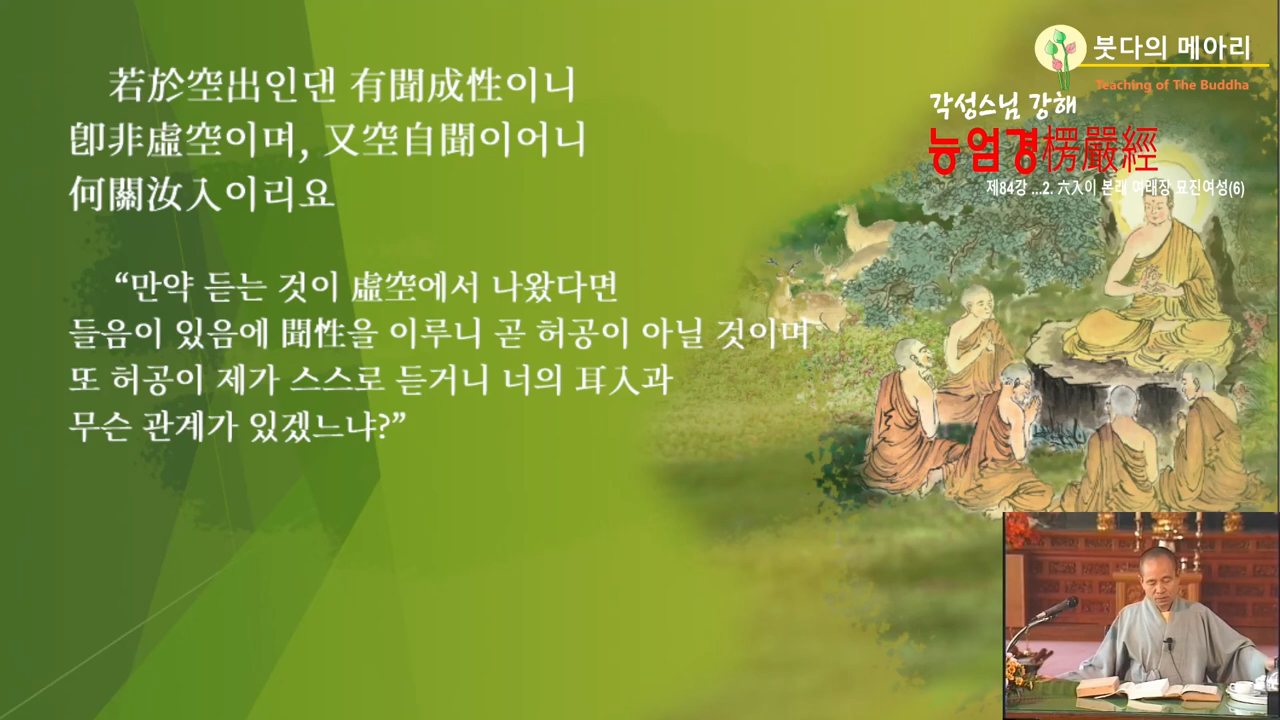 若於空出인댄 有聞成性이니
卽非虛空이며, 又空自聞이어니
何關汝入이리요
“만약 듣는 것이 虛空에서 나왔다면
들음이 있음에 聞性을 이루니 곧 허공이 아닐 것이며
또 허공이 제가 스스로 듣거니 너의 耳入과
무슨 관계가 있겠느냐?”
붓다의 메아리
Teaching of The Buddha
각성스님 강해
능엄경楞嚴經
제84강 ...2. 六入이 본래 여래장 묘진여성(6)